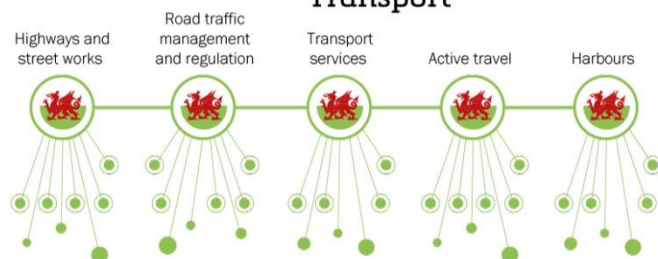 Transport
Highways and
street works
Road traffic
management
and regulation
Transport
services
Active travel
Harbours